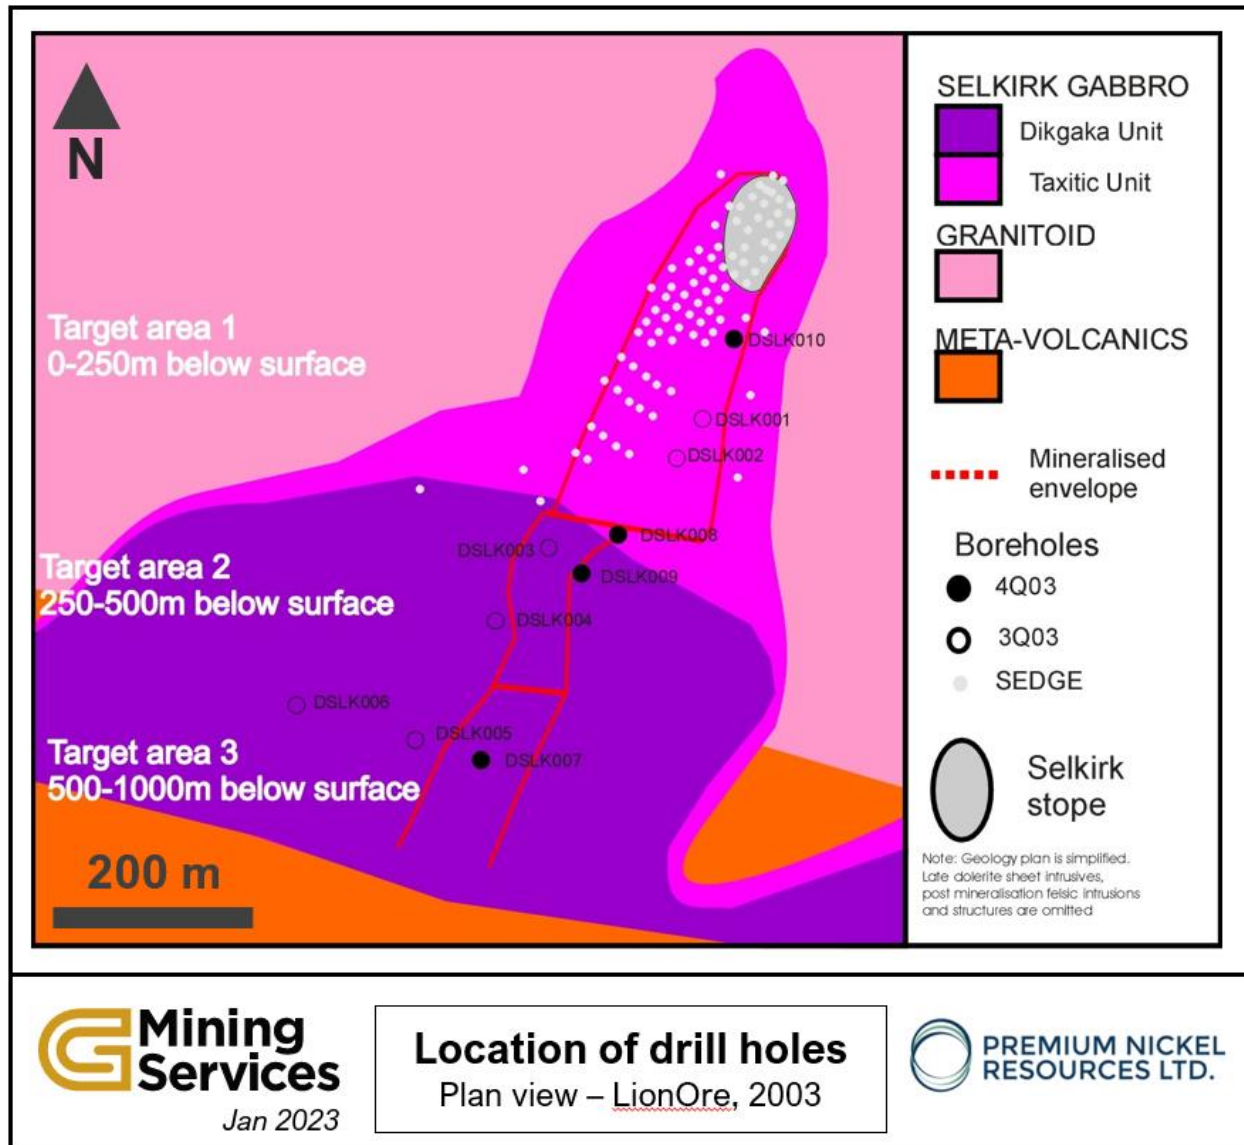 N
Target area 1
0-250m below surface
Target area 2
250-500m below surface
Target area 3
500-1000m below surface
200 m
DSLK010
DSLK001
DSLK002
DSLK008
DSLK003
DSLK009
DSLK004
DSLK006
DSLK005
DSLK007
SELKIRK GABBRO
Dikgaka Unit
Taxitic Unit
GRANITOID
META-VOLCANICS
Mineralised
envelope
Boreholes
4Q03
3Q03
SEDGE
Selkirk
stope
Note: Geology plan is simplified.
Late dolerite sheet intrusives,
post mineralisation felsic intrusions
and structures are omitted
G Mining
Services
Jan 2023
Location of drill holes
Plan view – LionOre, 2003
PREMIUM NICKEL
RESOURCES LTD.